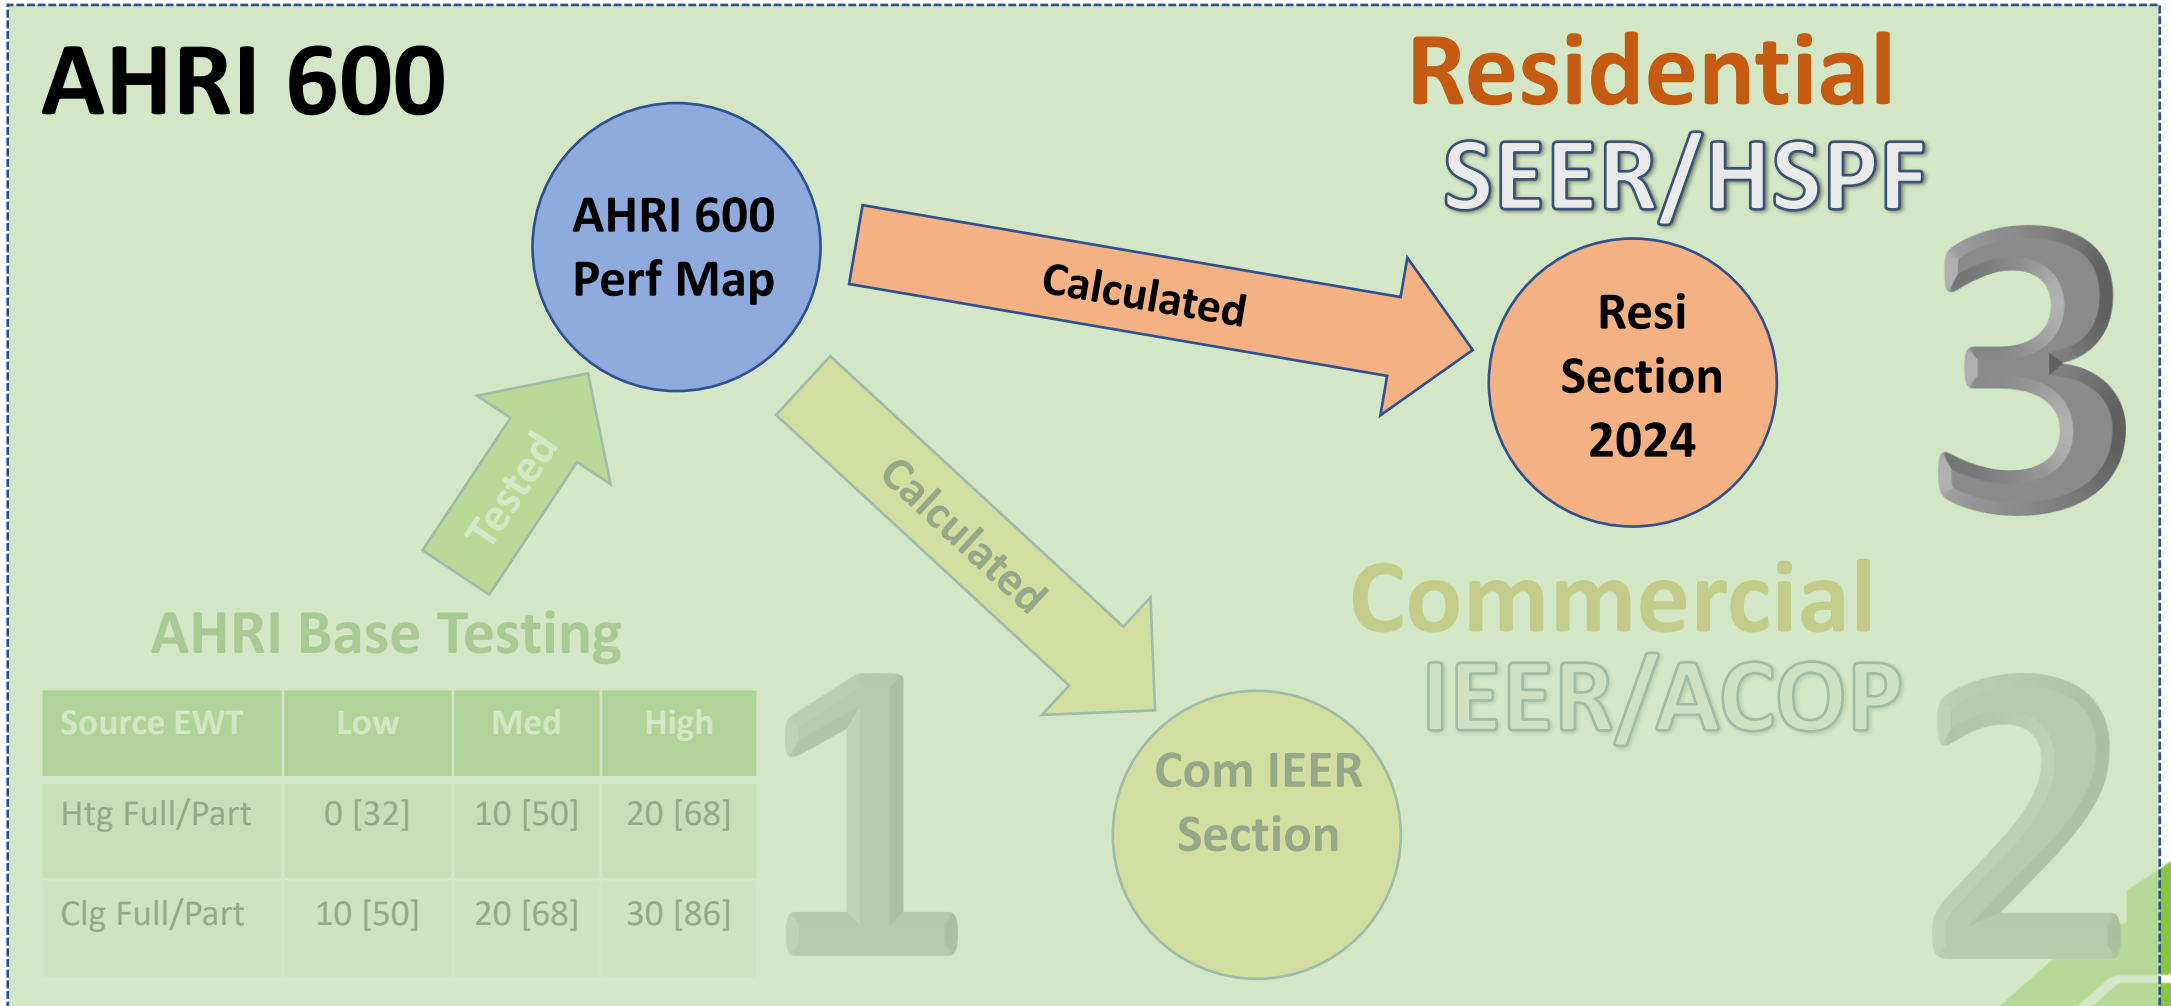 AHRI 600
Residential
SEER/HSPF
AHRI 600
Perf Map
Calculated
Resi
Section
2024
3
Tested
Calculated
AHRI Base Testing
Commercial
IEER/ACOP
Source EWT Low Med High
Htg Full/Part 0 [32] 10 [50] 20 [68]
Clg Full/Part 10 [50] 20 [68] 30 [86]
1
Com IEER
Section
2